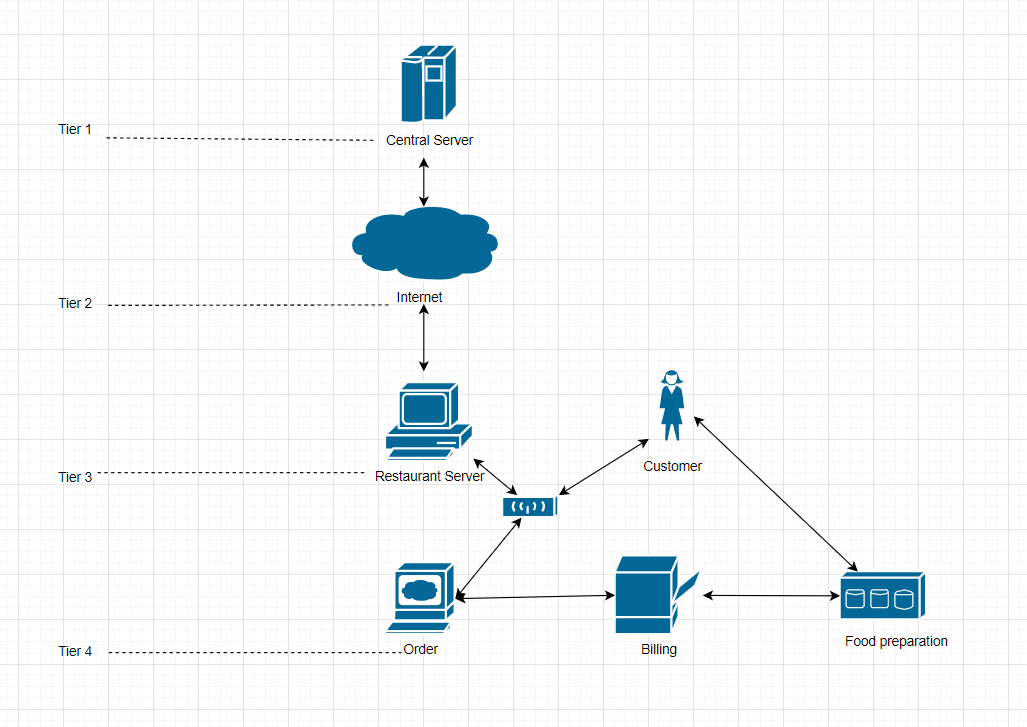 Tier 1
Central Server
Internet
Tier 2
Customer
Tier 3
Restaurant Server
Food preparation
Tier 4
Order
Billing